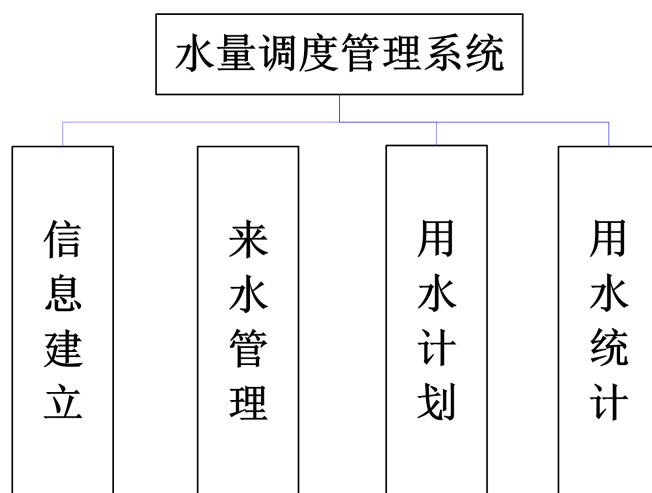 水量调度管理系统
信息建立
来水管理
用水计划
用水统计